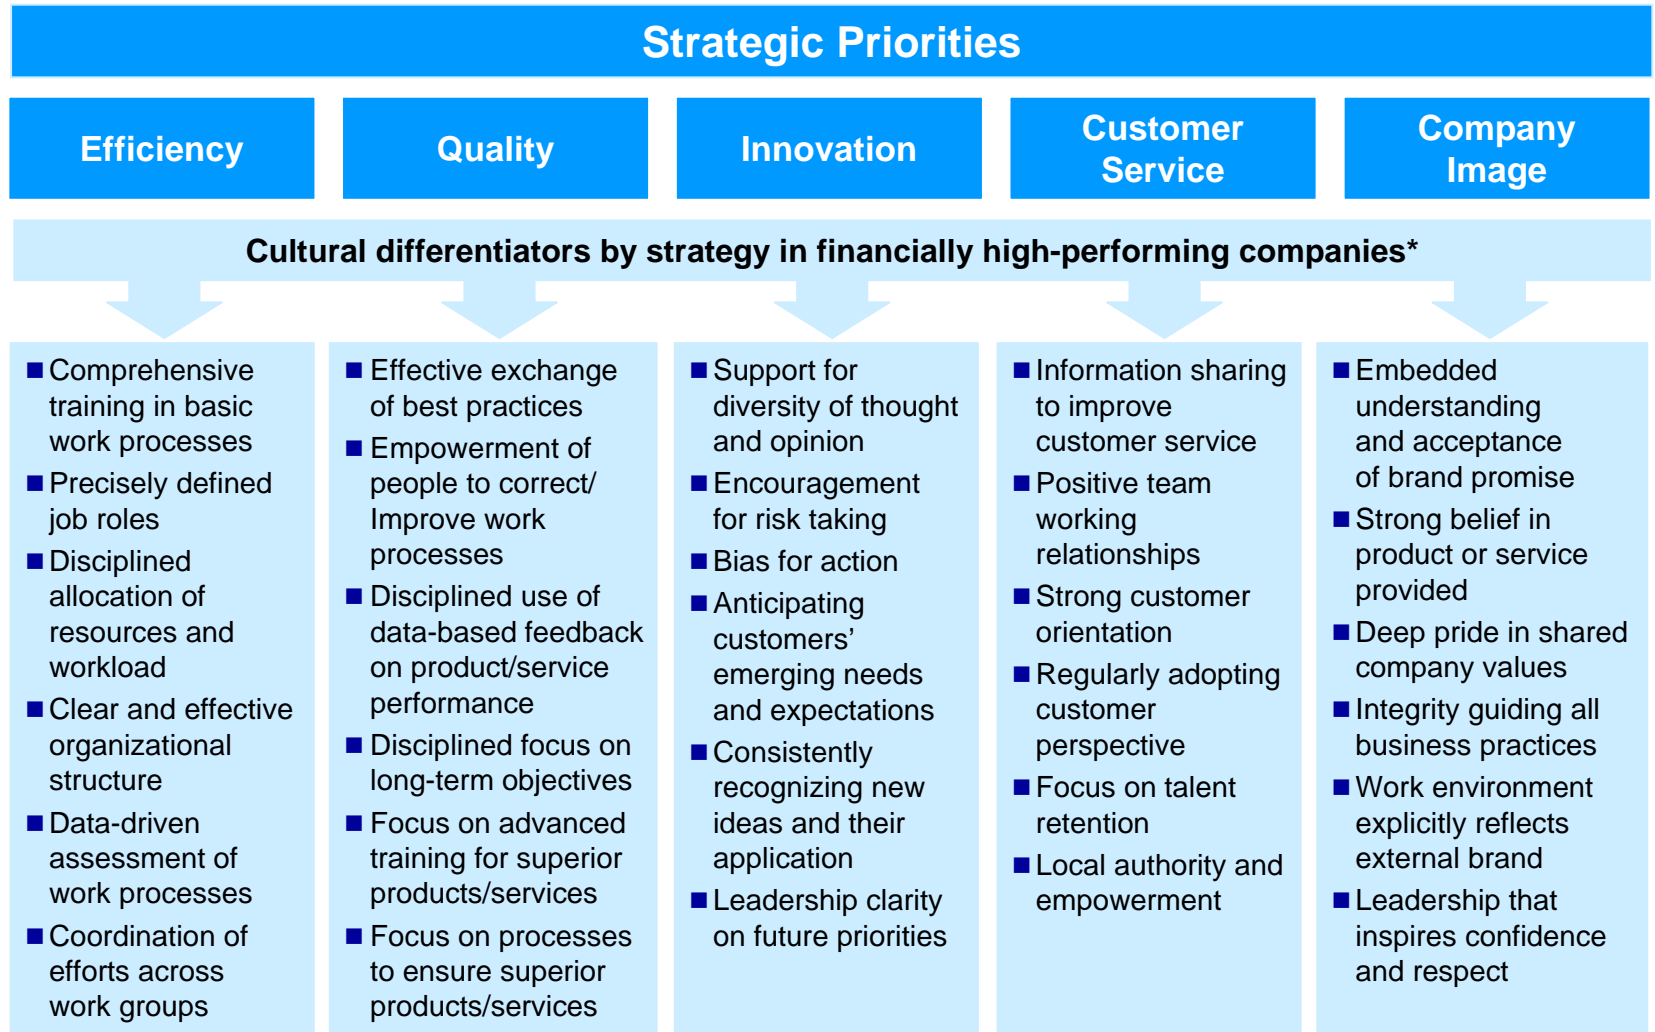 Strategic Priorities
Efficiency
Quality
Innovation
Customer
Service
Company
Image
Cultural differentiators by strategy in financially high-performing companies*
Comprehensive
training in basic
work processes
Precisely defined
job roles
Disciplined
allocation of
resources and
workload
Clear and effective
organizational
structure
Data-driven
assessment of
work processes
Coordination of
efforts across
work groups
Effective exchange
of best practices
Empowerment of
people to correct/
Improve work
processes
Disciplined use of
data-based feedback
on product/service
performance
Disciplined focus on
long-term objectives
Focus on advanced
training for superior
products/services
Focus on processes
to ensure superior
products/services
Support for
diversity of thought
and opinion
Encouragement
for risk taking
Bias for action
Anticipating
customers’
emerging needs
and expectations
Consistently
recognizing new
ideas and their
application
Leadership clarity
on future priorities
Information sharing
to improve
customer service
Positive team
working
relationships
Strong customer
orientation
Regularly adopting
customer
perspective
Focus on talent
retention
Local authority and
empowerment
Embedded
understanding
and acceptance
of brand promise
Strong belief in
product or service
provided
Deep pride in shared
company values
Integrity guiding all
business practices
Work environment
explicitly reflects
external brand
Leadership that
inspires confidence
and respect